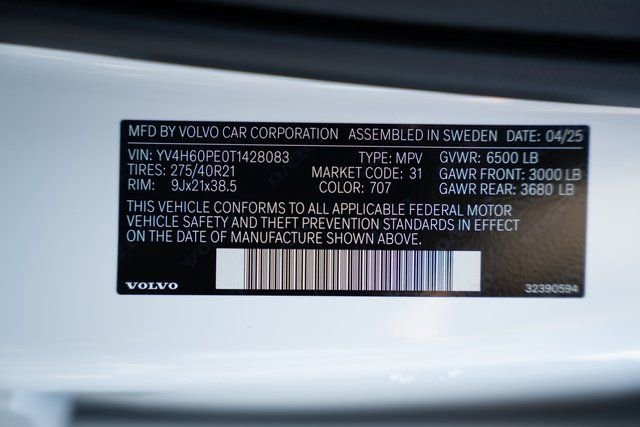 MFD BY VOLVO CAR CORPORATION ASSEMBLED IN SWEDEN DATE: 04/25
VIN: YV4H60PE0T1428083 TYPE: MPV GVWR: 6500 LB
TIRES: 275/40R21 MARKET CODE: 31 GAWR FRONT: 3000 LB
RIM: 9Jx21x38.5 COLOR: 707 GAWR REAR: 3680 LB
THIS VEHICLE CONFORMS TO ALL APPLICABLE FEDERAL MOTOR
VEHICLE SAFETY AND THEFT PREVENTION STANDARDS IN EFFECT
ON THE DATE OF MANUFACTURE SHOWN ABOVE.
VOLVO 32390594